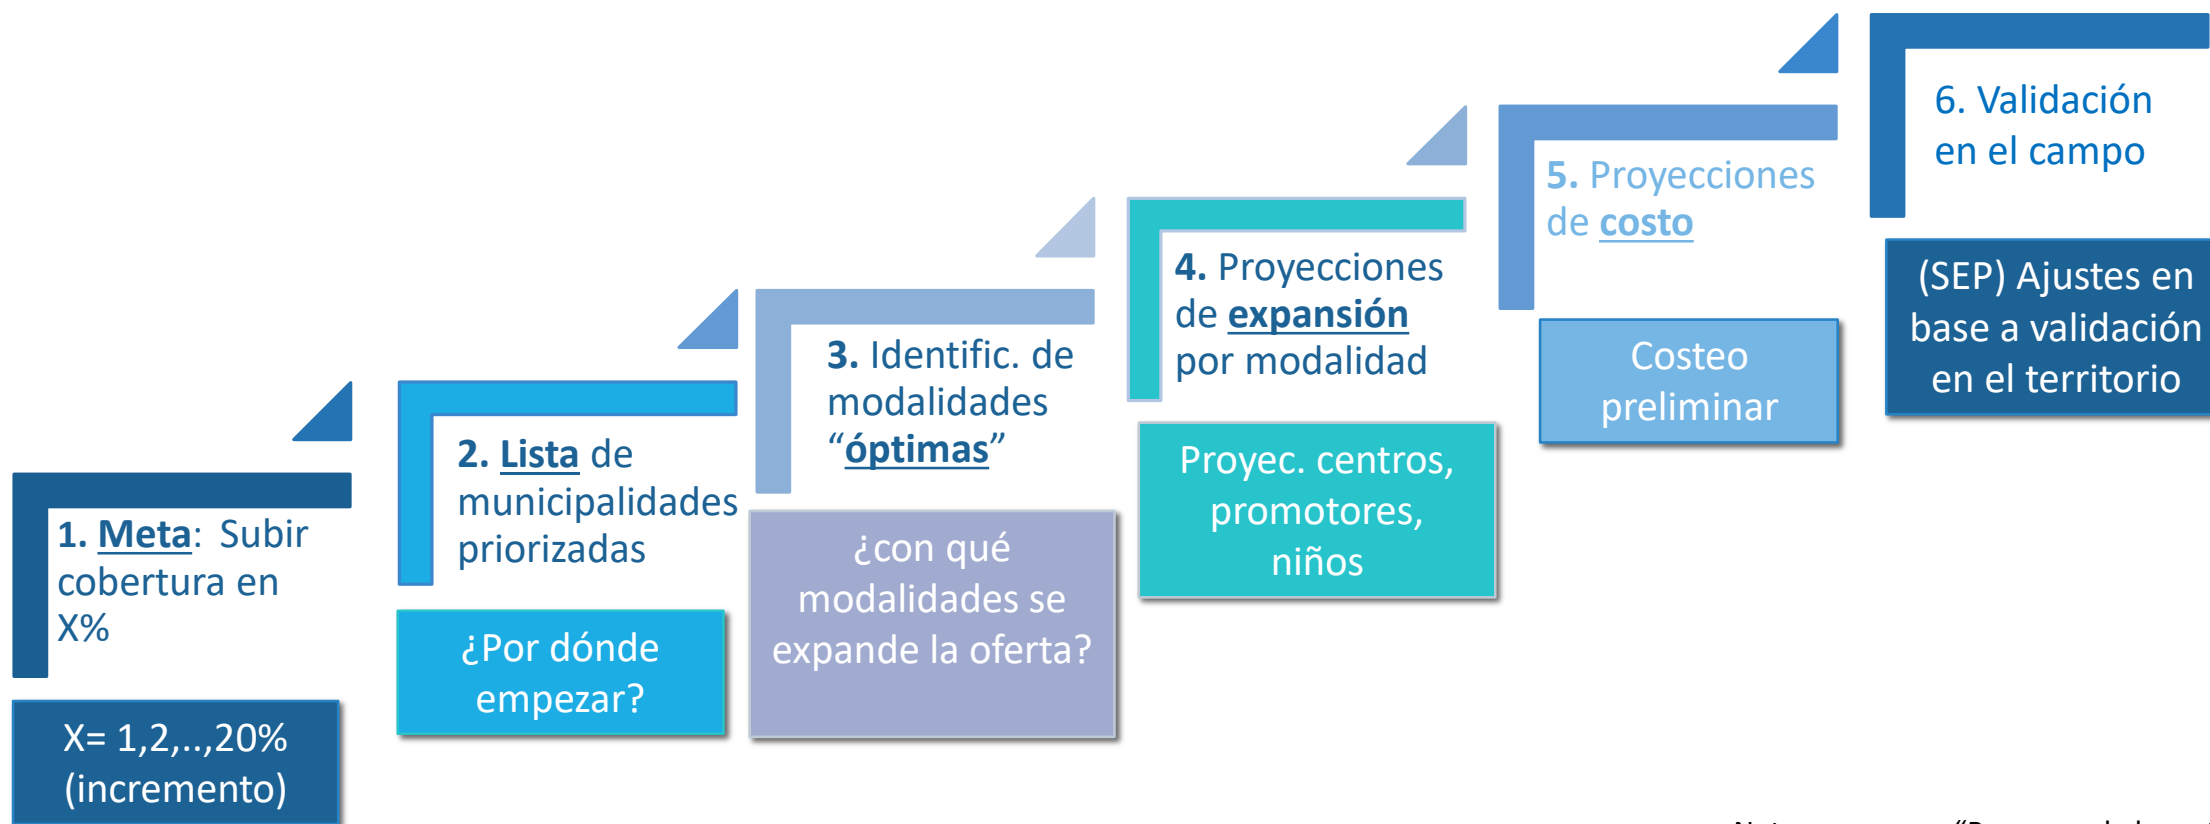 1. Meta: Subir
cobertura en
X%
X= 1,2,..,20%
(incremento)
2. Lista de
municipalidades
priorizadas
¿Por dónde
empezar?
3. Identific. de
modalidades
“óptimas”
¿con qué
modalidades se
expande la oferta?
4. Proyecciones
de expansión
por modalidad
Proyec. centros,
promotores,
niños
5. Proyecciones
de costo
Costeo
preliminar
6. Validación
en el campo
(SEP) Ajustes en
base a validación
en el territorio